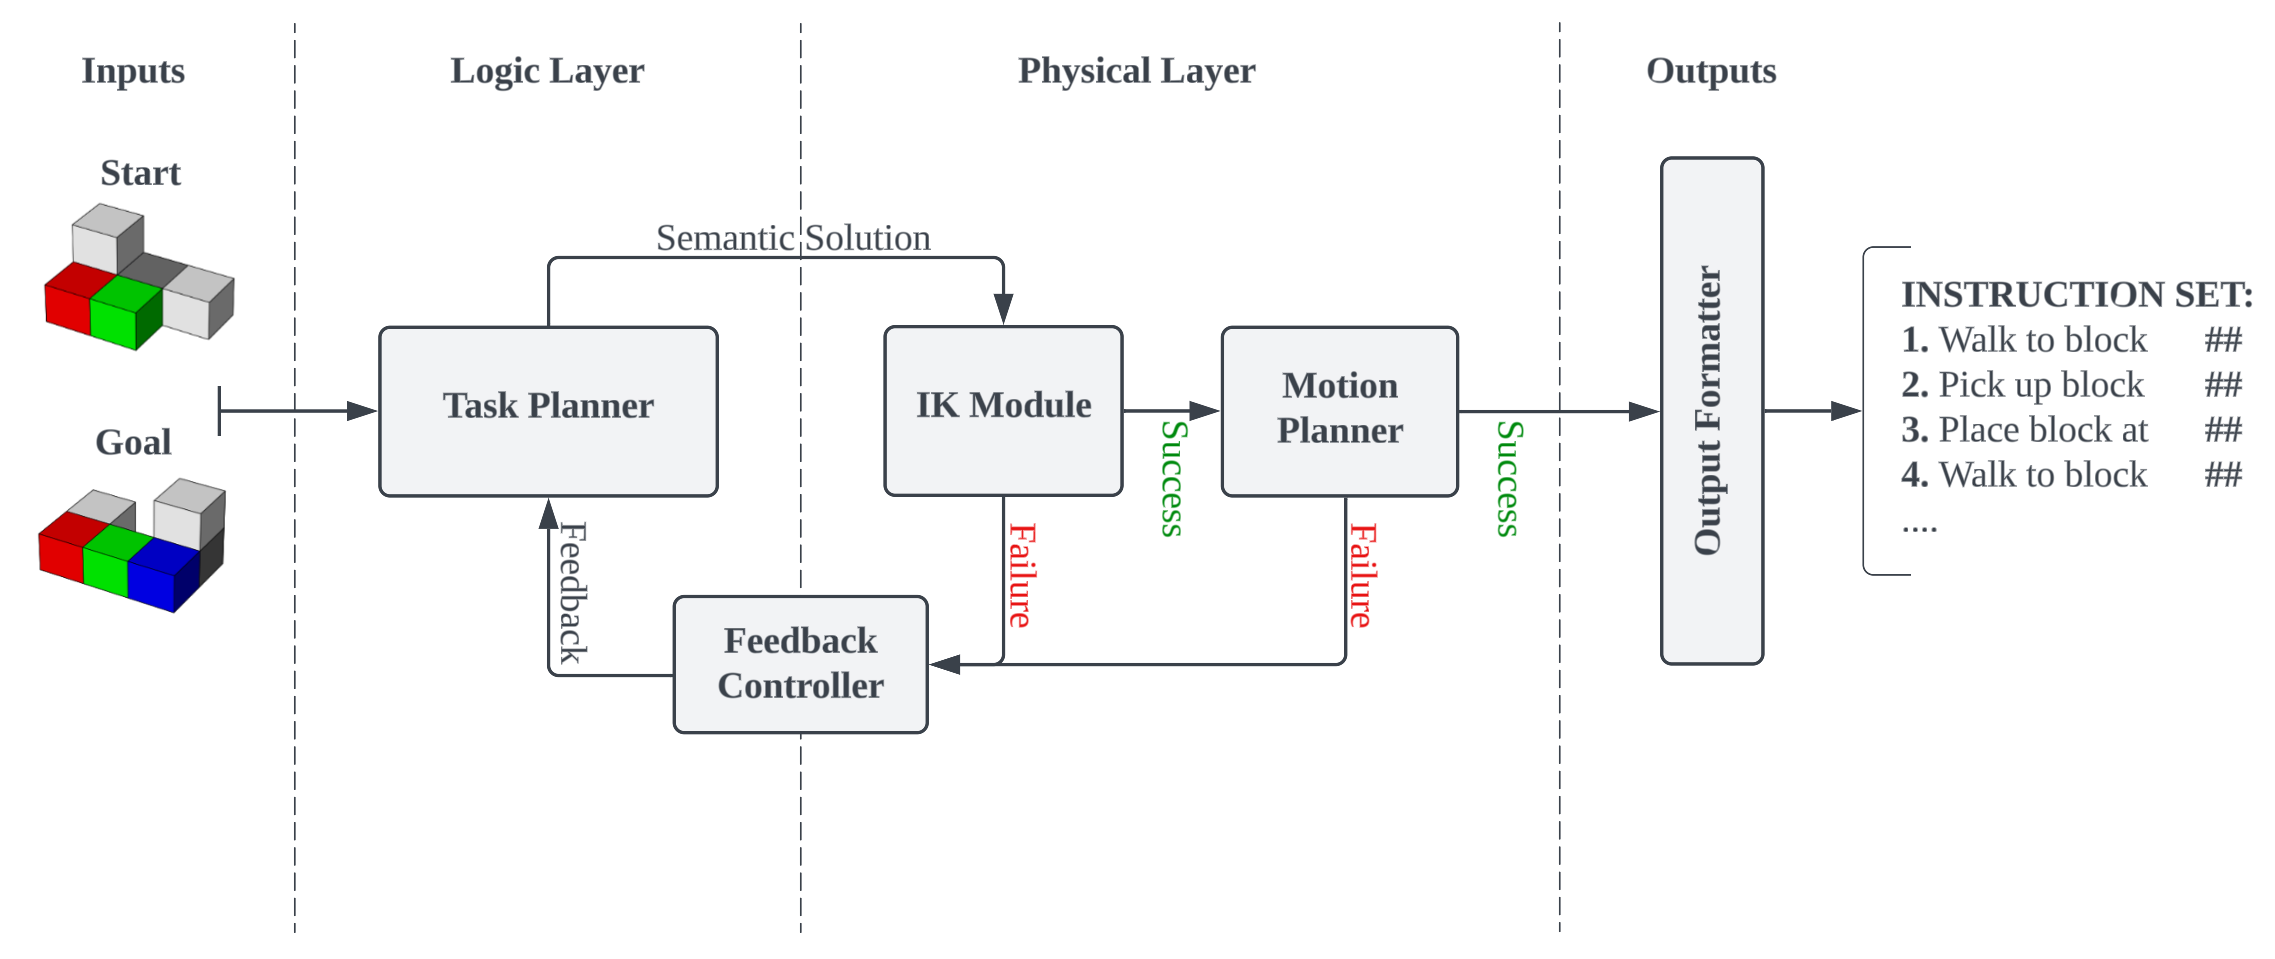 Inputs
Logic Layer
Physical Layer
Outputs
Start
Goal
Semantic Solution
Task Planner
IK Module
Motion
Planner
Success
Success
Failure
Failure
Feedback
Feedback
Controller
Output Formatter
INSTRUCTION SET:
1. Walk to block ##
2. Pick up block ##
3. Place block at ##
4. Walk to block ##
....